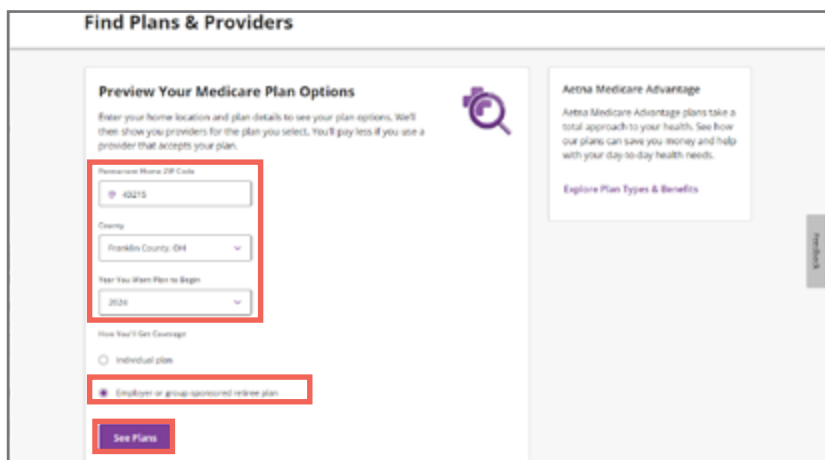 Find Plans & Providers
Preview Your Medicare Plan Options
Enter your home location and plan details to see your plan options. We'll
then show you providers for the plan you select. You'll pay less if you use a
provider that accepts your plan.
Permanent Home ZIP Code
43215
County
Franklin County, OH
Year You Want Plan to Begin
2024
How You'll Get Coverage
Individual plan
Employer or group-sponsored retiree plan
See Plans
Aetna Medicare Advantage
Aetna Medicare Advantage plans take a
total approach to your health. See how
our plans can save you money and help
with your day-to-day health needs.
Explore Plan Types & Benefits
Feedback